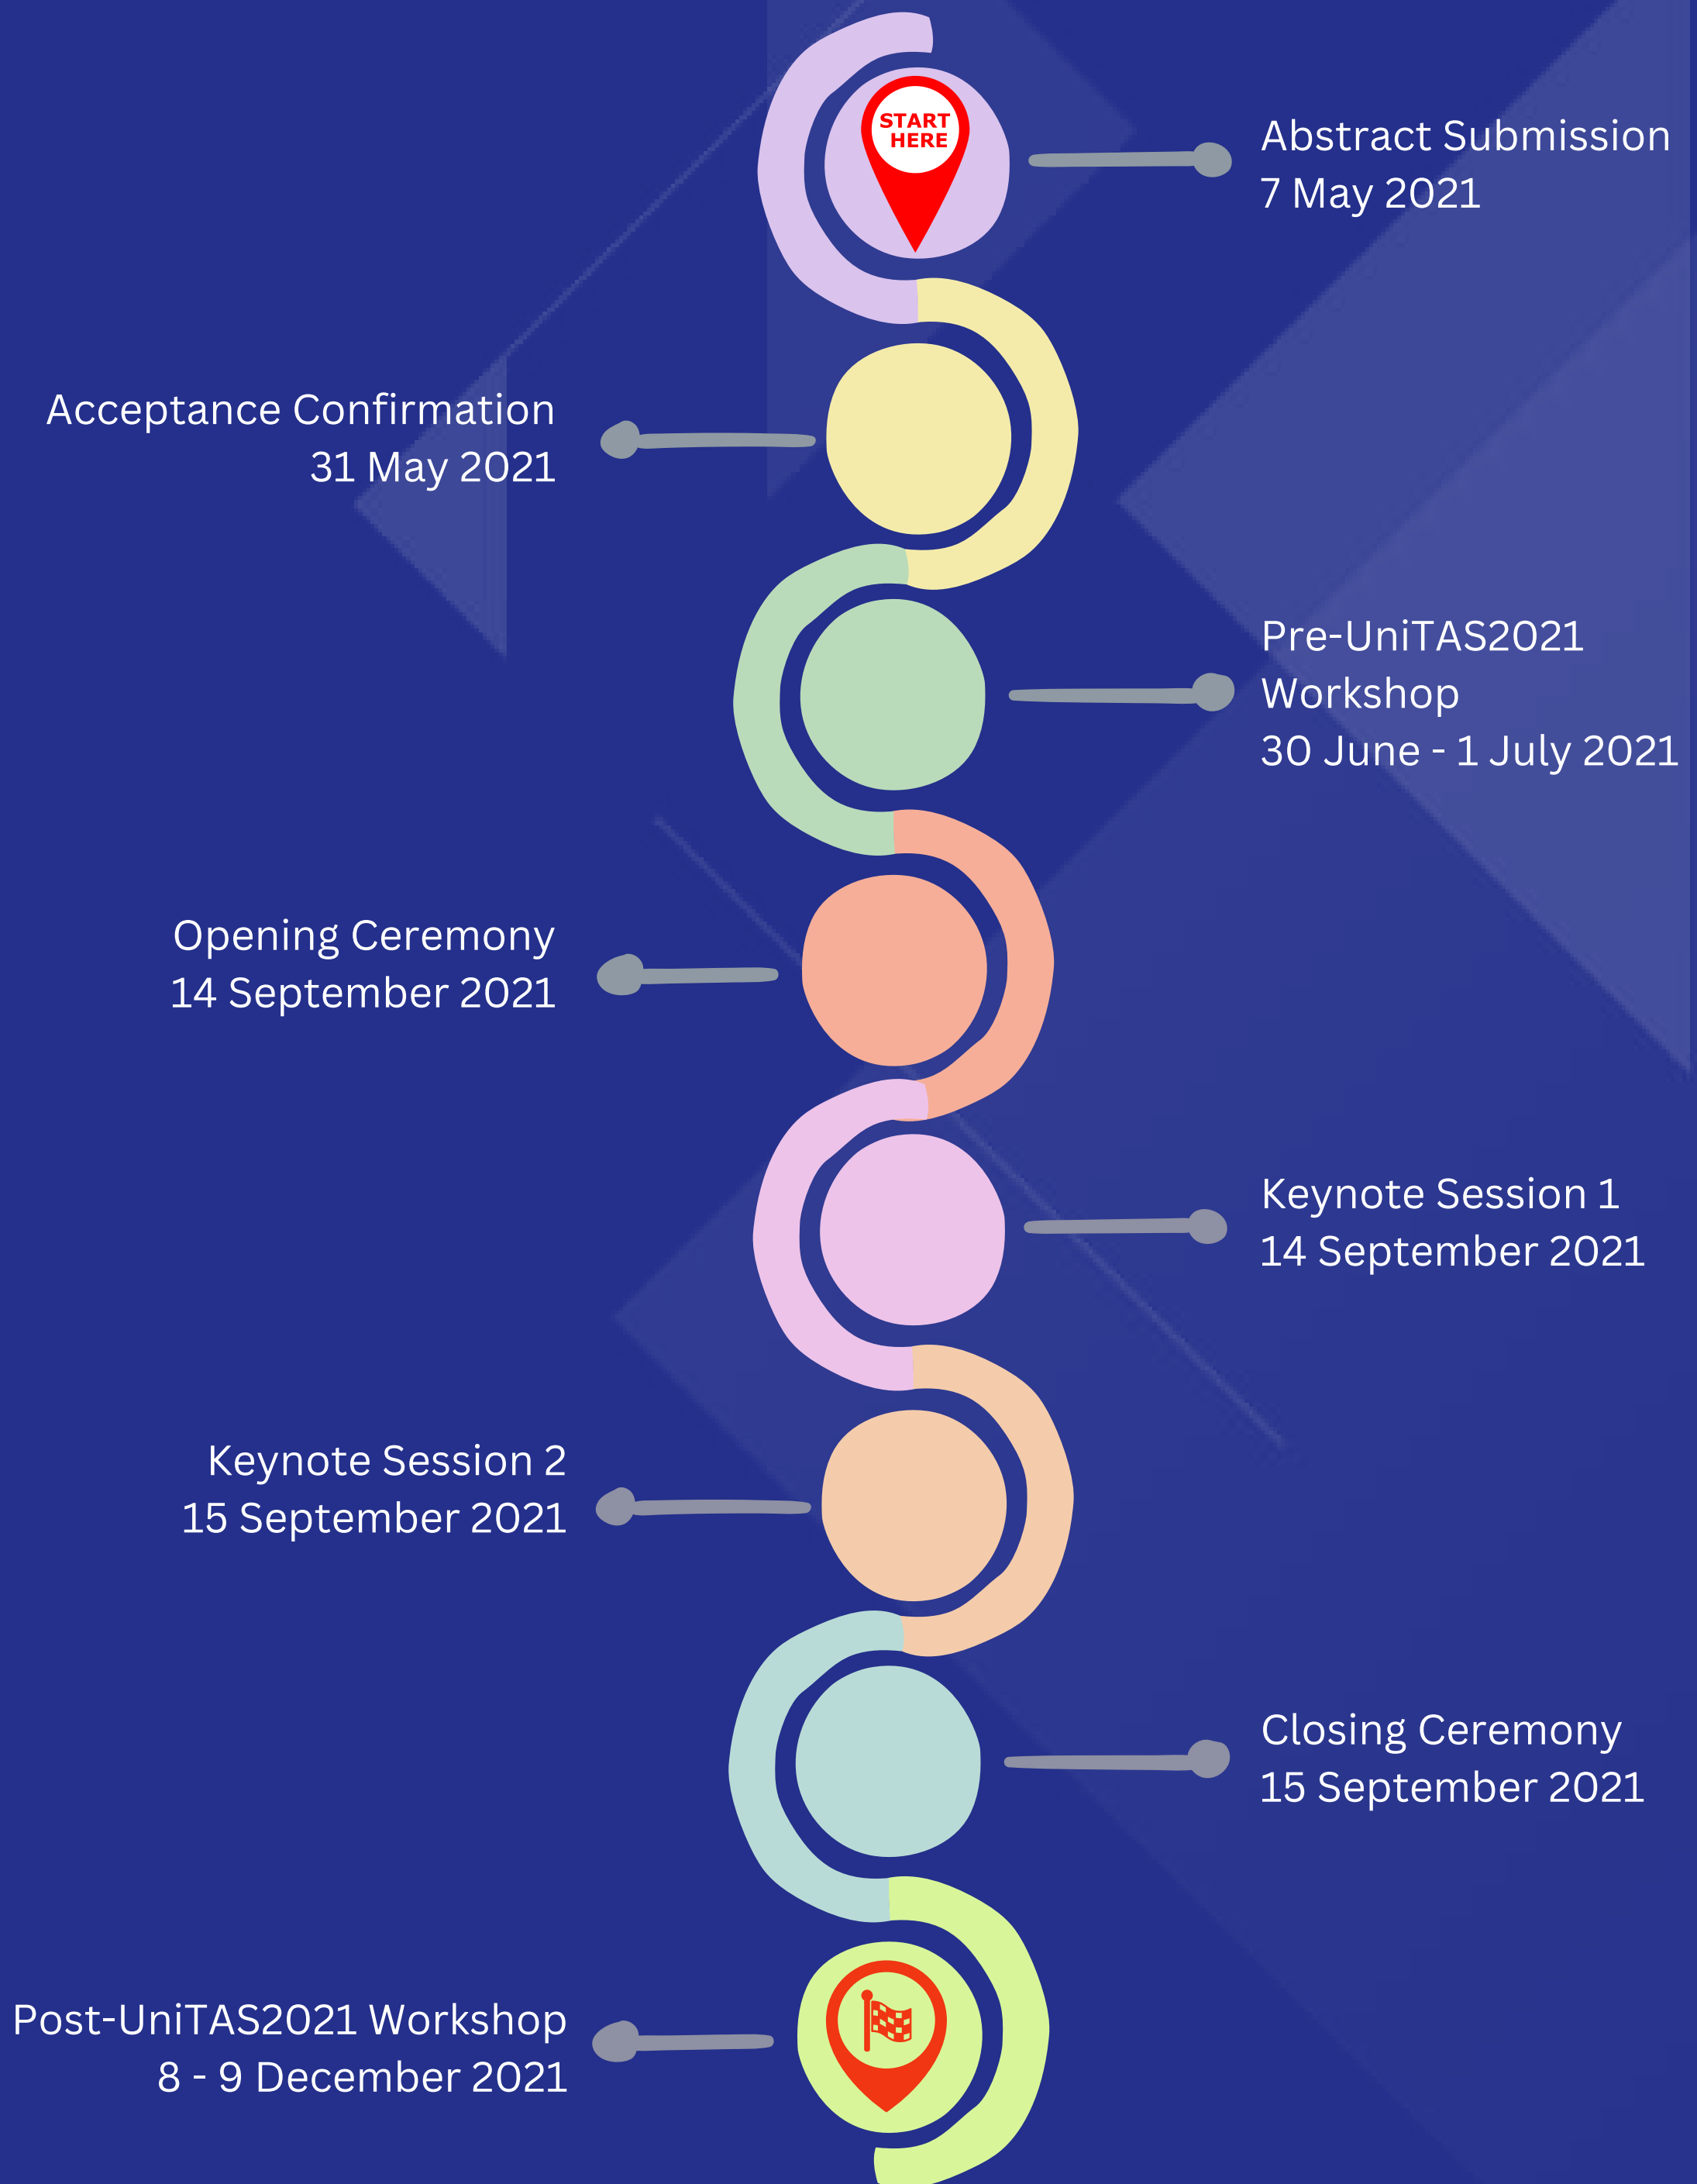 START
HERE
Abstract Submission
7 May 2021
Acceptance Confirmation
31 May 2021
Pre-UniTAS2021
Workshop
30 June - 1 July 2021
Opening Ceremony
14 September 2021
Keynote Session 1
14 September 2021
Keynote Session 2
15 September 2021
Closing Ceremony
15 September 2021
Post-UniTAS2021 Workshop
8 - 9 December 2021